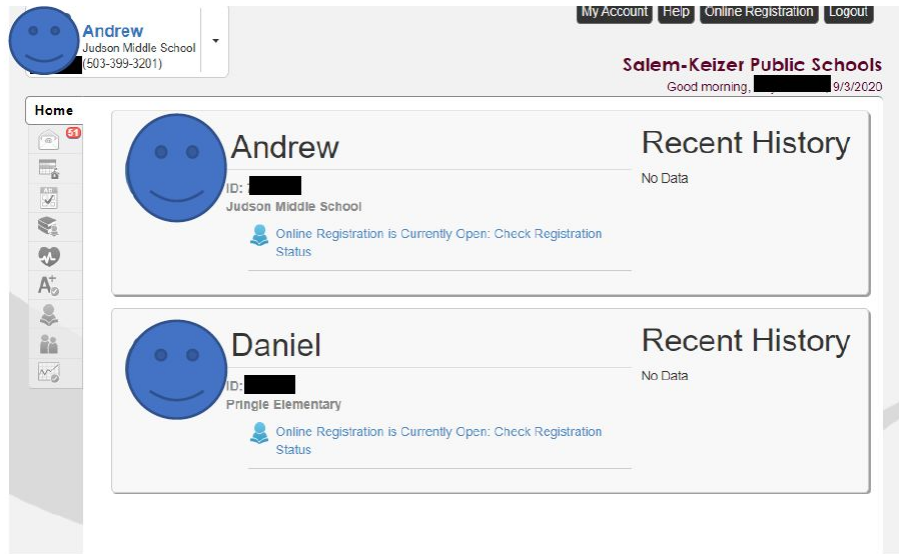 My Account Help Online Registration Logout
Andrew
Judson Middle School
(503-399-3201)
Salem-Keizer Public Schools
Good morning, 9/3/2020
Home
51
Andrew
ID:
Judson Middle School
Online Registration is Currently Open: Check Registration
Status
Recent History
No Data
Daniel
ID:
Pringle Elementary
Online Registration is Currently Open: Check Registration
Status
Recent History
No Data
A+